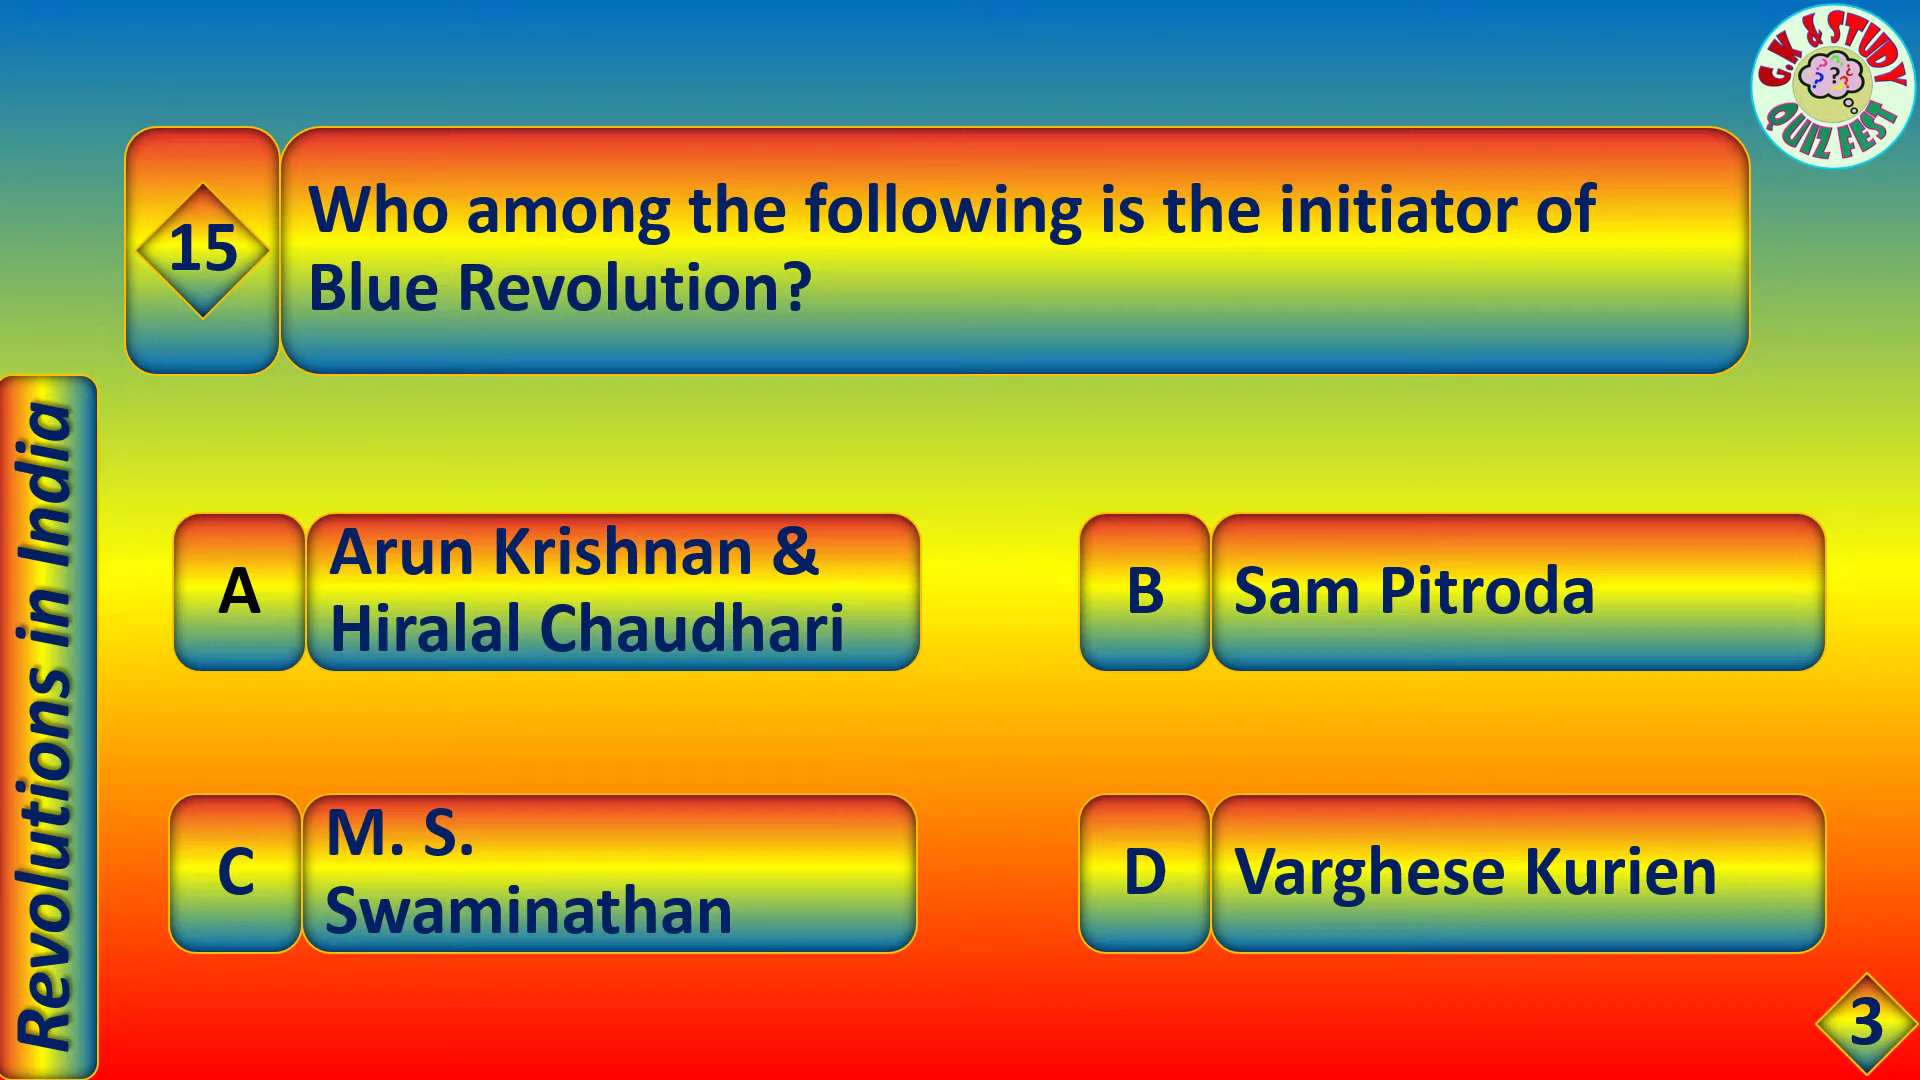 G.K & STUDY
QUIZ FEST
15
Who among the following is the initiator of
Blue Revolution?
Revolutions in India
A
Arun Krishnan &
Hiralal Chaudhari
B
Sam Pitroda
C
M. S.
Swaminathan
D
Varghese Kurien
3